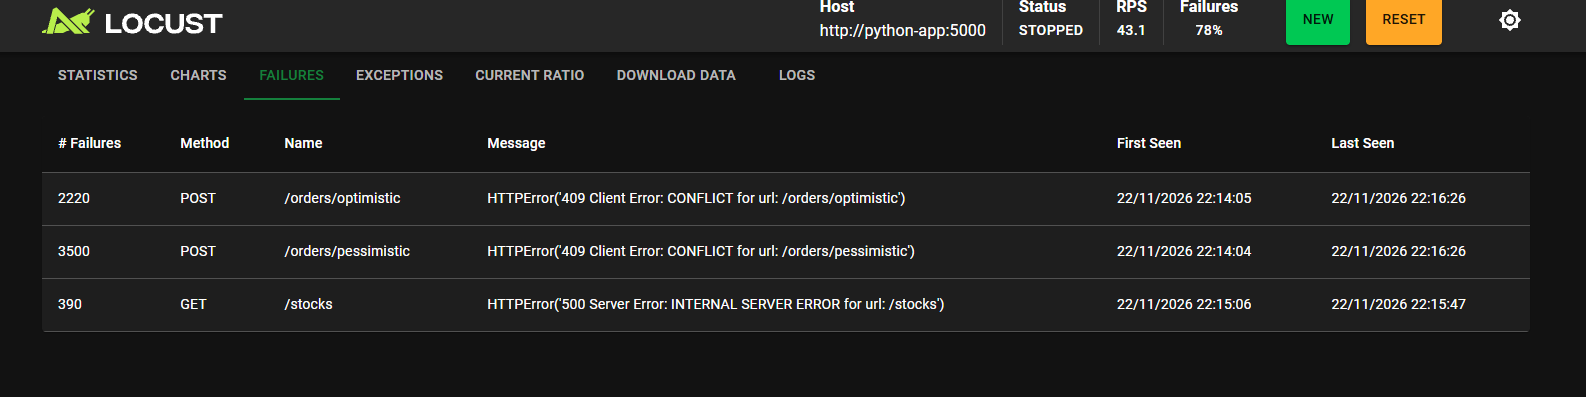 LOCUST
Host Status RPS Failures
http://python-app:5000 STOPPED 43.1 78% NEW RESET
STATISTICS CHARTS FAILURES EXCEPTIONS CURRENT RATIO DOWNLOAD DATA LOGS
# Failures Method Name Message First Seen Last Seen
2220 POST /orders/optimistic HTTPError('409 Client Error: CONFLICT for url: /orders/optimistic') 22/11/2026 22:14:05 22/11/2026 22:16:26
3500 POST /orders/pessimistic HTTPError('409 Client Error: CONFLICT for url: /orders/pessimistic') 22/11/2026 22:14:04 22/11/2026 22:16:26
390 GET /stocks HTTPError('500 Server Error: INTERNAL SERVER ERROR for url: /stocks') 22/11/2026 22:15:06 22/11/2026 22:15:47